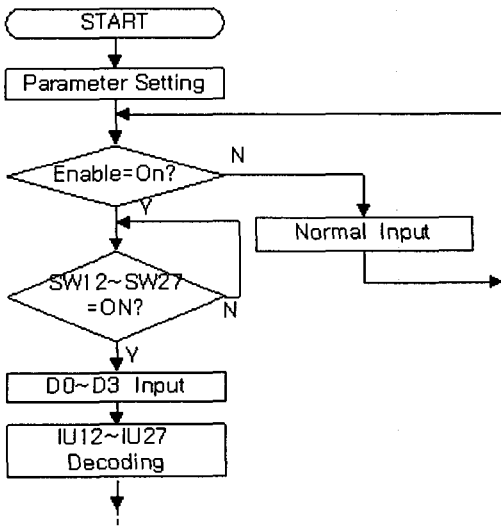 START
Parameter Setting
Enable=On?
N
Y
Normal Input
SW12~SW27
=ON?
N
Y
D0~D3 Input
IU12~IU27
Decoding